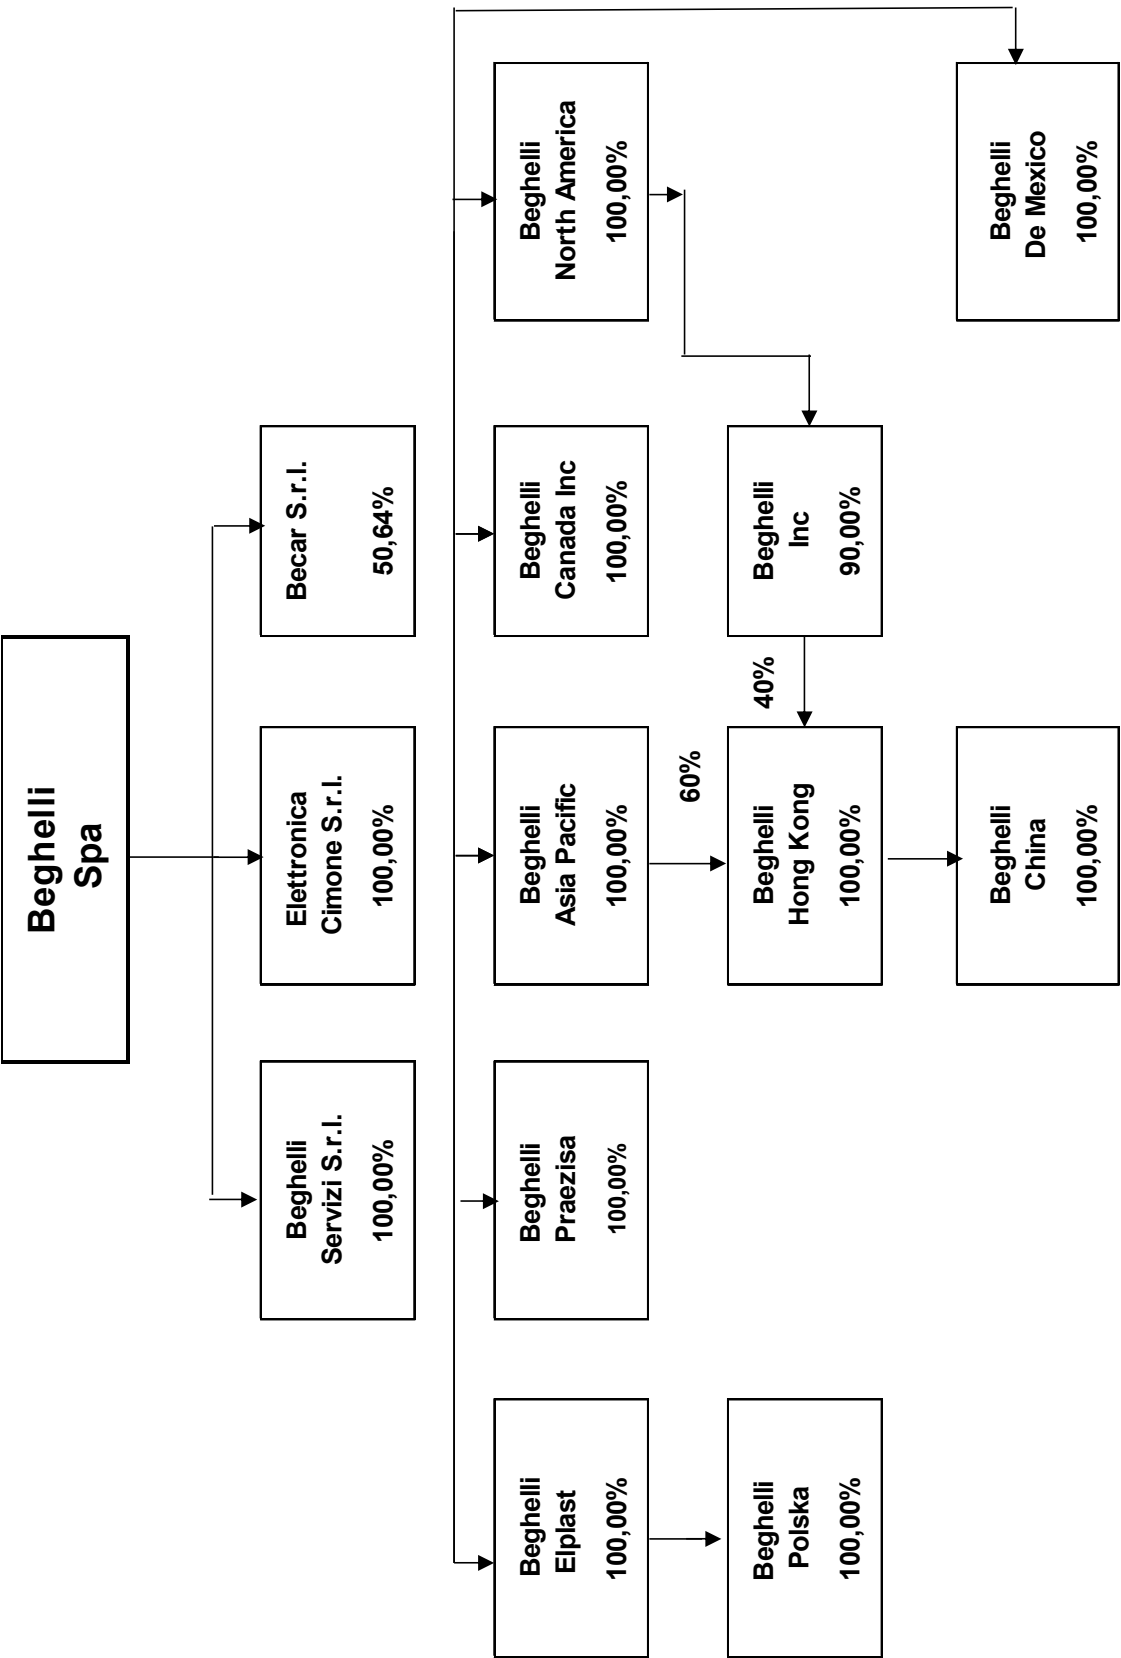 Beghelli
Spa
Beghelli
Servizi S.r.l.
100,00%
Elettronica
Cimone S.r.l.
100,00%
Becar S.r.l.
50,64%
Beghelli
Elplast
100,00%
Beghelli
Praezisa
100,00%
Beghelli
Asia Pacific
100,00%
Beghelli
Canada Inc
100,00%
Beghelli
North America
100,00%
60%
40%
Beghelli
Polska
100,00%
Beghelli
Hong Kong
100,00%
Beghelli
Inc
90,00%
Beghelli
China
100,00%
Beghelli
De Mexico
100,00%